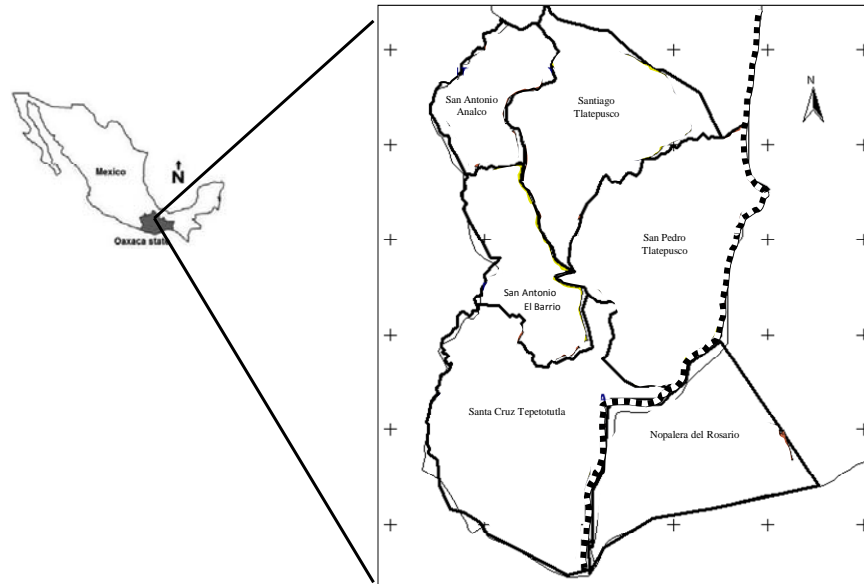 Mexico
N
Oaxaca state
N
San Antonio
Analco
Santiago
Tlatepusco
San Pedro
Tlatepusco
San Antonio
El Barrio
Santa Cruz Tepetotutla
Nopalera del Rosario